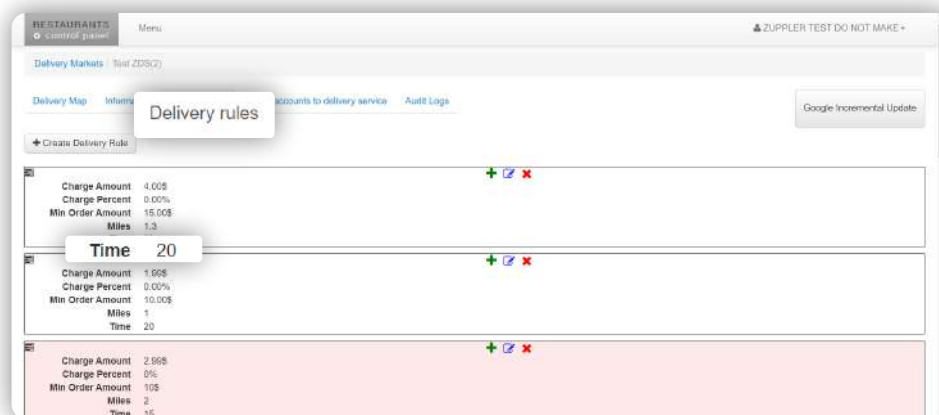 RESTAURANTS
control panel
Menu
ZUPPLER TEST DO NOT MAKE
Delivery Markets / Test ZDS(2)
Delivery Map
Delivery rules
accounts to delivery service
Audit Logs
Google Incremental Update
+ Create Delivery Rule
Charge Amount 4.00$
Charge Percent 0.00%
Min Order Amount 15.00$
Miles 1.3
Time 20
Charge Amount 1.99$
Charge Percent 0.00%
Min Order Amount 10.00$
Miles 1
Time 20
Charge Amount 2.99$
Charge Percent 0%
Min Order Amount 10$
Miles 2
Time 15